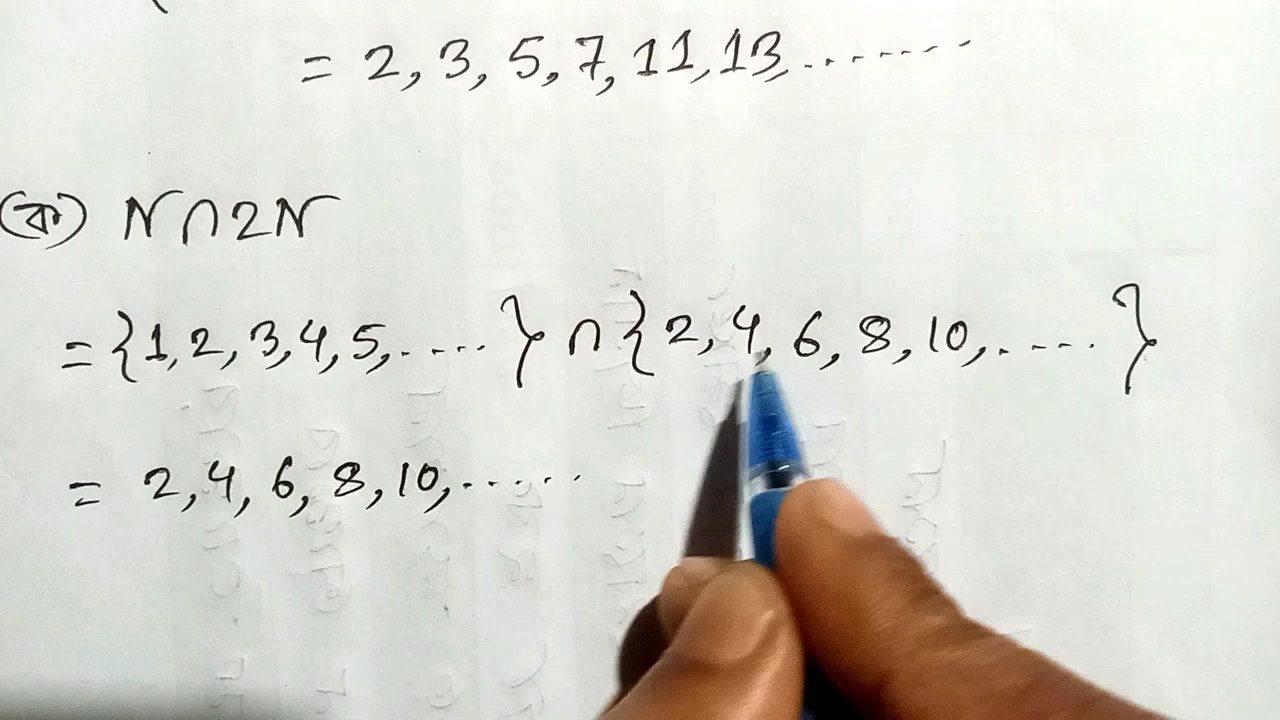 = 2, 3, 5, 7, 11, 13, .......
(ক) N∩2N
= {1, 2, 3, 4, 5, ..... } ∩ { 2, 4, 6, 8, 10, ..... }
= 2, 4, 6, 8, 10, ......